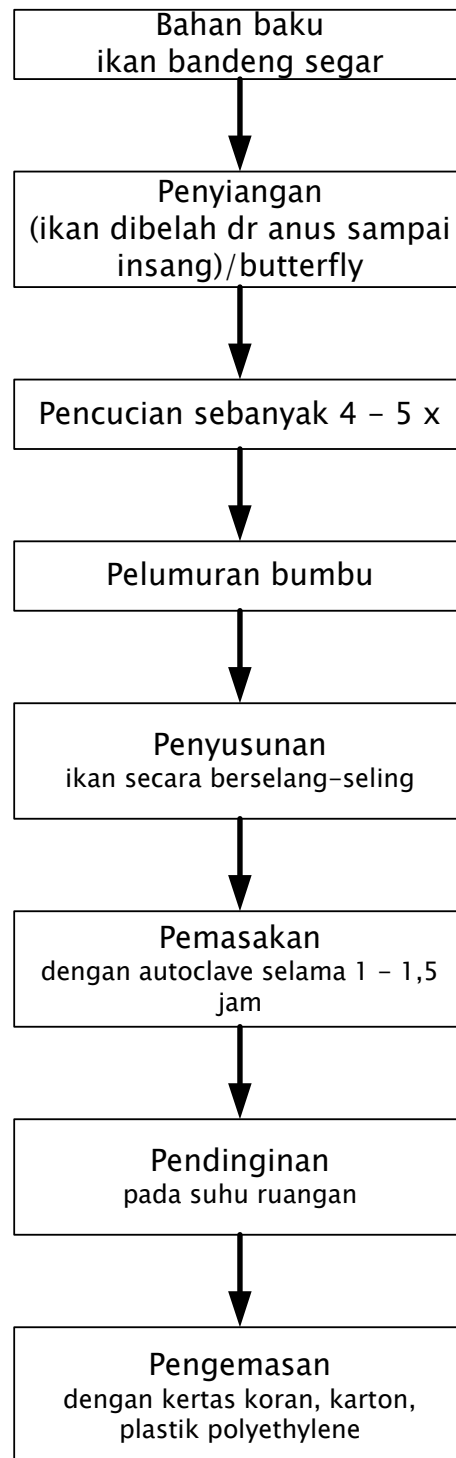 Bahan baku
ikan bandeng segar
Penyiangan
(ikan dibelah dr anus sampai
insang)/butterfly
Pencucian sebanyak 4 – 5 x
Pelumuran bumbu
Penyusunan
ikan secara berselang-seling
Pemasakan
dengan autoclave selama 1 – 1,5
jam
Pendinginan
pada suhu ruangan
Pengemasan
dengan kertas koran, karton,
plastik polyethylene